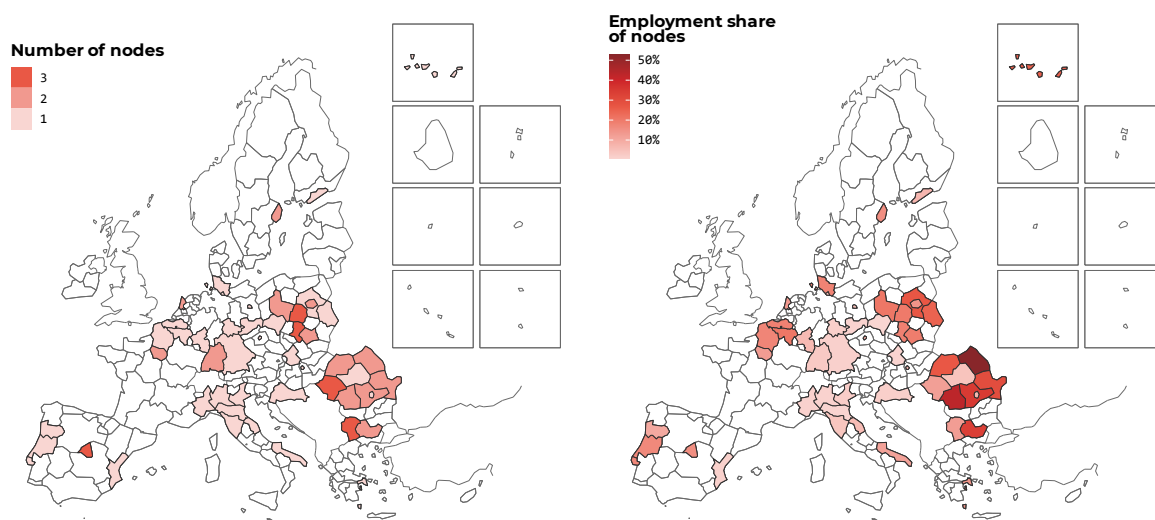 Number of nodes
3
2
1
Employment share
of nodes
50%
40%
30%
20%
10%